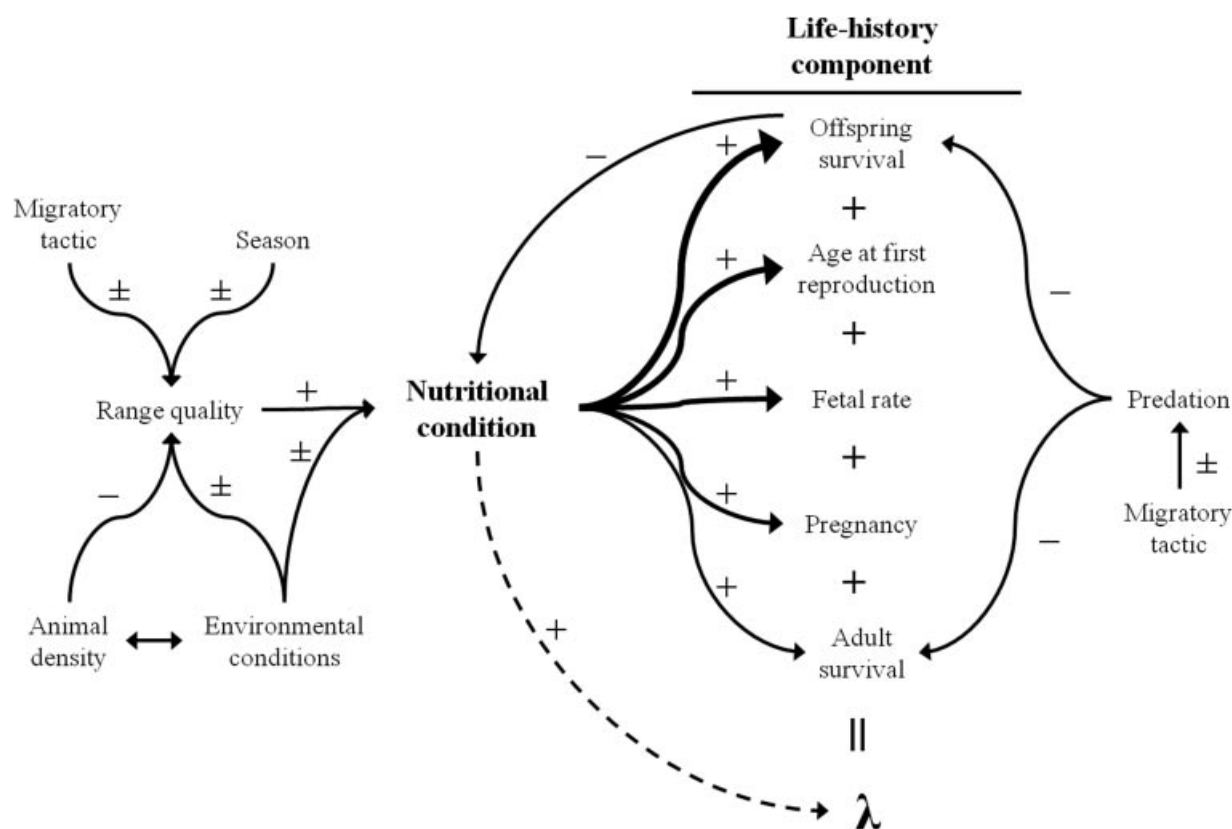 Life-history
component
Offspring
survival
+
−
+
Migratory
tactic
Season
+
Age at first
reproduction
±
±
−
+
+
Range quality
+
Nutritional
condition
Fetal rate
Predation
±
+
±
−
±
+
Pregnancy
Migratory
tactic
−
+
+
Animal
density
Environmental
conditions
+
Adult
survival
=
λ